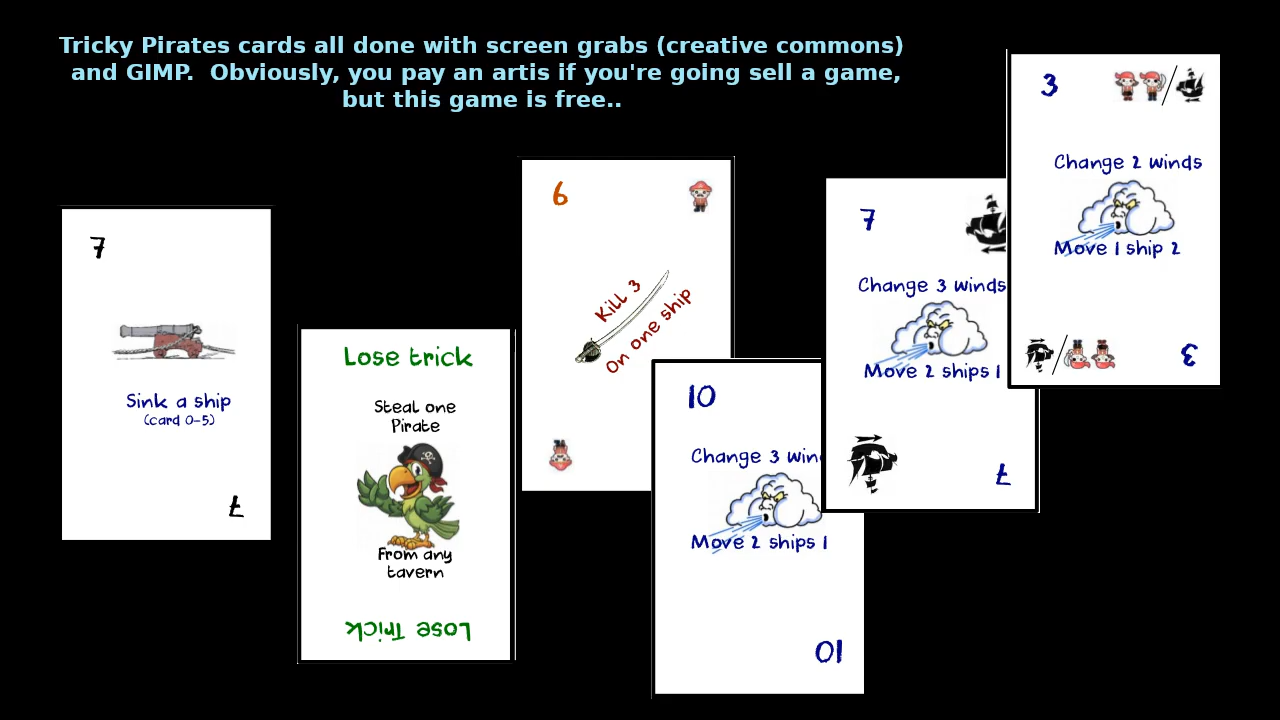 Tricky Pirates cards all done with screen grabs (creative commons)
and GIMP.  Obviously, you pay an artis if you're going sell a game,
but this game is free..
7
Sink a ship
(card 0-5)
7
Lose trick
Steal one
Pirate
From any
tavern
Lose Trick
6
Kill 3
On one ship
10
Change 3 win
Move 2 ships 1
10
7
Change 3 winds
Move 2 ships 1
7
3
Change 2 winds
Move 1 ship 2
3